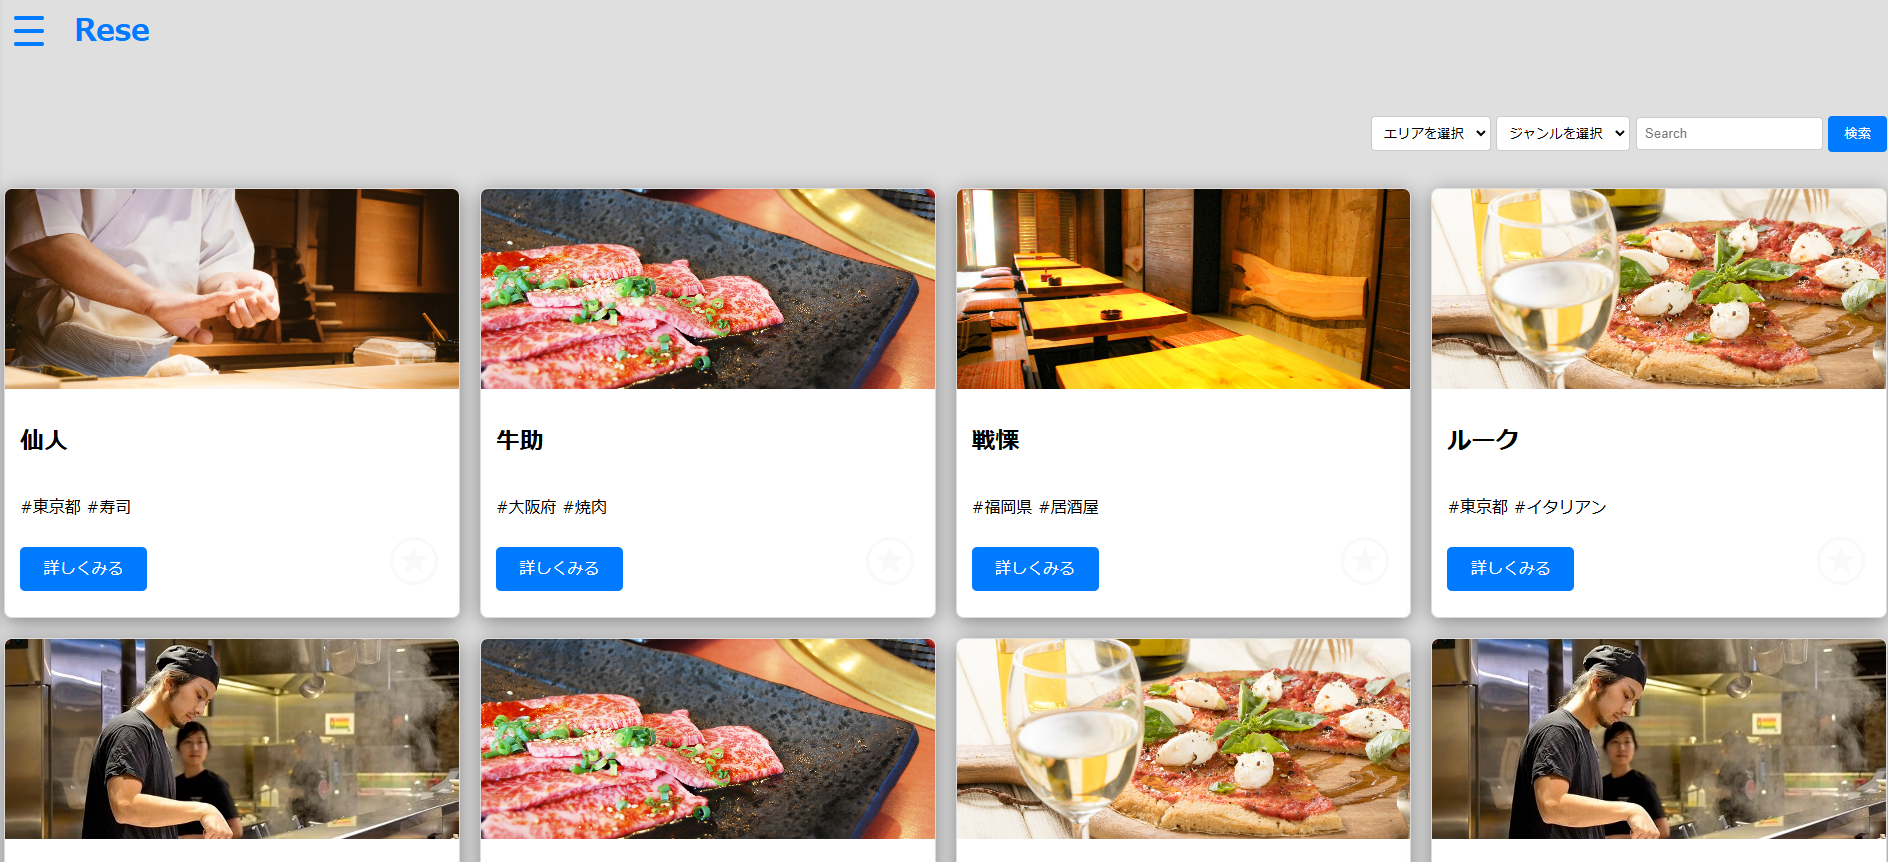 Rese
エリアを選択 ジャンルを選択 Search 検索
仙人
#東京都 #寿司
詳しくみる
牛助
#大阪府 #焼肉
詳しくみる
戦慄
#福岡県 #居酒屋
詳しくみる
ルーク
#東京都 #イタリアン
詳しくみる